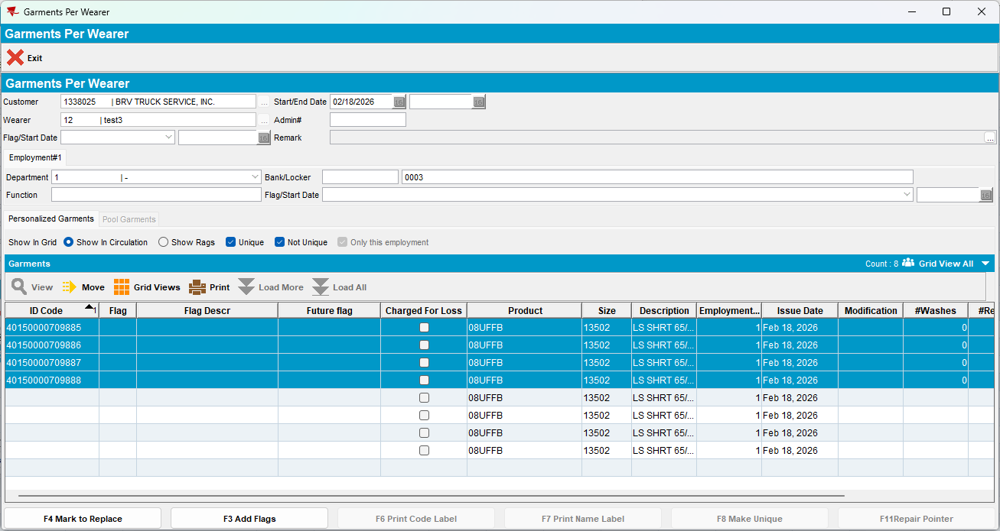 Garments Per Wearer
Garments Per Wearer
Exit
Garments Per Wearer
Customer 1338025 | BRV TRUCK SERVICE, INC. ... Start/End Date 02/18/2026 16 16
Wearer 12 | test3 ... Admin#
Flag/Start Date 16 Remark ...
Employment#1
Department 1 | - Bank/Locker 0003
Function Flag/Start Date 16
Personalized Garments Pool Garments
Show In Grid Show In Circulation Show Rags Unique Not Unique Only this employment
Garments Count : 8 Grid View All
View Move Grid Views Print Load More Load All
ID Code 1 Flag Flag Descr Future flag Charged For Loss Product Size Description Employment... Issue Date Modification #Washes #Re
40150000709885 08UFFB 13502 LS SHRT 65/... 1 Feb 18, 2026 0
40150000709886 08UFFB 13502 LS SHRT 65/... 1 Feb 18, 2026 0
40150000709887 08UFFB 13502 LS SHRT 65/... 1 Feb 18, 2026 0
40150000709888 08UFFB 13502 LS SHRT 65/... 1 Feb 18, 2026 0
08UFFB 13502 LS SHRT 65/... 1 Feb 18, 2026
08UFFB 13502 LS SHRT 65/... 1 Feb 18, 2026
08UFFB 13502 LS SHRT 65/... 1 Feb 18, 2026
08UFFB 13502 LS SHRT 65/... 1 Feb 18, 2026
F4 Mark to Replace F3 Add Flags F6 Print Code Label F7 Print Name Label F8 Make Unique F11Repair Pointer